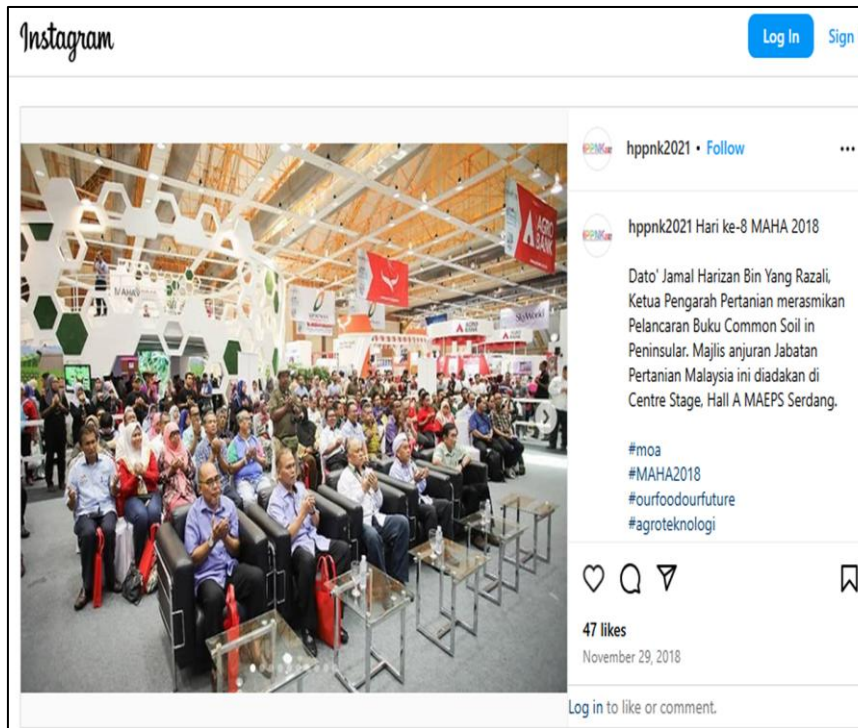 Instagram
Log In
Sign
AGRO
BANK
SkyWorld
AGRO
BANK
hppnk2021 • Follow
hppnk2021 Hari ke-8 MAHA 2018
Dato' Jamal Harizan Bin Yang Razali,
Ketua Pengarah Pertanian merasmikan
Pelancaran Buku Common Soil in
Peninsular. Majlis anjuran Jabatan
Pertanian Malaysia ini diadakan di
Centre Stage, Hall A MAEPS Serdang.
#moa
#MAHA2018
#ourfoodourfuture
#agroteknologi
47 likes
November 29, 2018
Log in to like or comment.